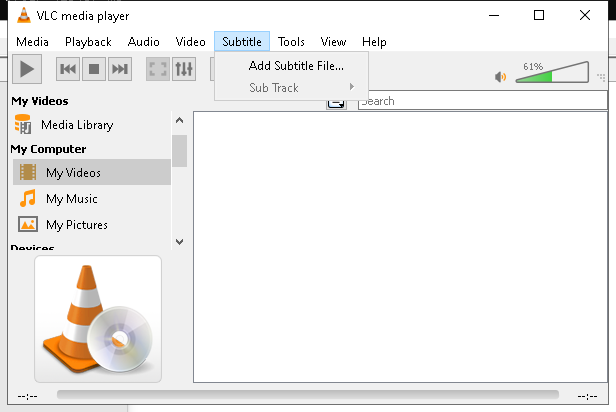 VLC media player
Media Playback Audio Video Subtitle Tools View Help
Add Subtitle File...
Sub Track
61%
My Videos
Search
Media Library
My Computer
My Videos
My Music
My Pictures
Devices
--:-- --:--